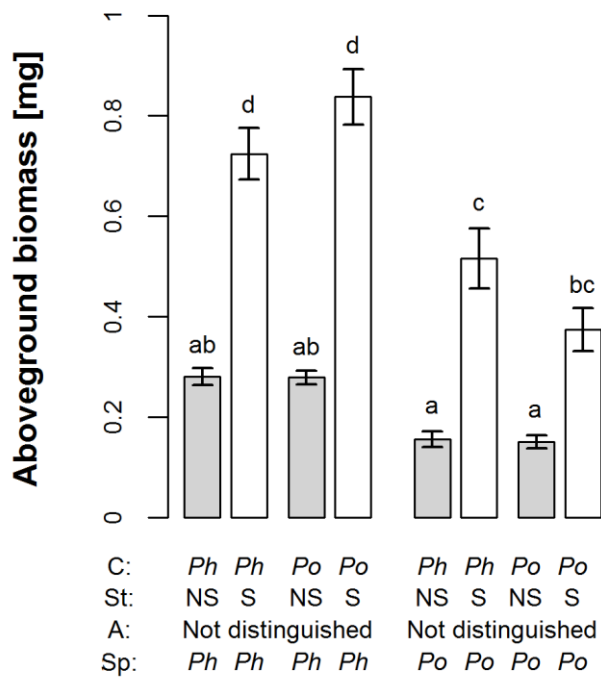 Aboveground biomass [mg]
1
0.8
0.6
0.4
0.2
0
d
d
c
bc
ab
ab
a
a
C: Ph Ph Po Po Ph Ph Po Po
St: NS S NS S NS S NS S
A: Not distinguished Not distinguished
Sp: Ph Ph Ph Ph Po Po Po Po